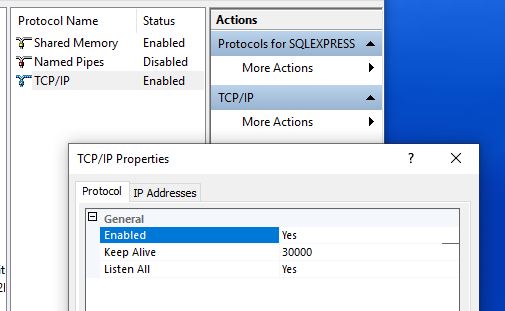 Protocol Name Status
Shared Memory Enabled
Named Pipes Disabled
TCP/IP Enabled
Actions
Protocols for SQLEXPRESS
More Actions
TCP/IP
More Actions
TCP/IP Properties ? ×
Protocol IP Addresses
General
Enabled Yes
Keep Alive 30000
Listen All Yes